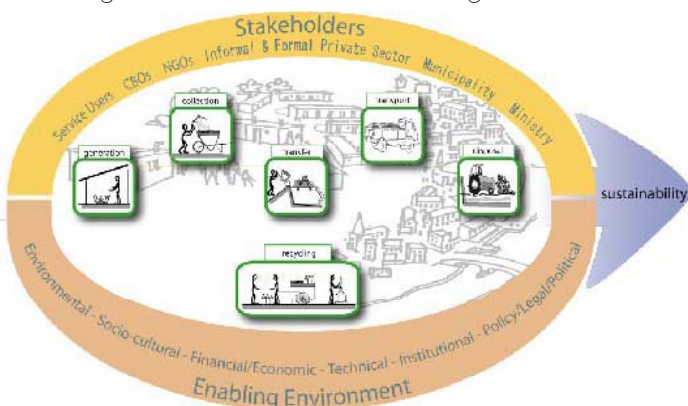 Stakeholders
Service Users CBOs NGOs Informal & Formal Private Sector Municipality Ministry
collection
transport
generation
transfer
disposal
sustainability
recycling
Environmental - Socio-cultural - Financial/Economic - Technical - Institutional - Policy/Legal/Political
Enabling Environment